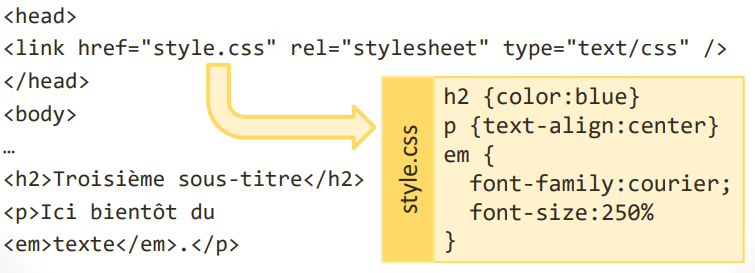 <head>
<link href="style.css" rel="stylesheet" type="text/css" />
</head>
<body>
…
<h2>Troisième sous-titre</h2>
<p>Ici bientôt du
<em>texte</em>.</p>
style.css
h2 {color:blue}
p {text-align:center}
em {
  font-family:courier;
  font-size:250%
}